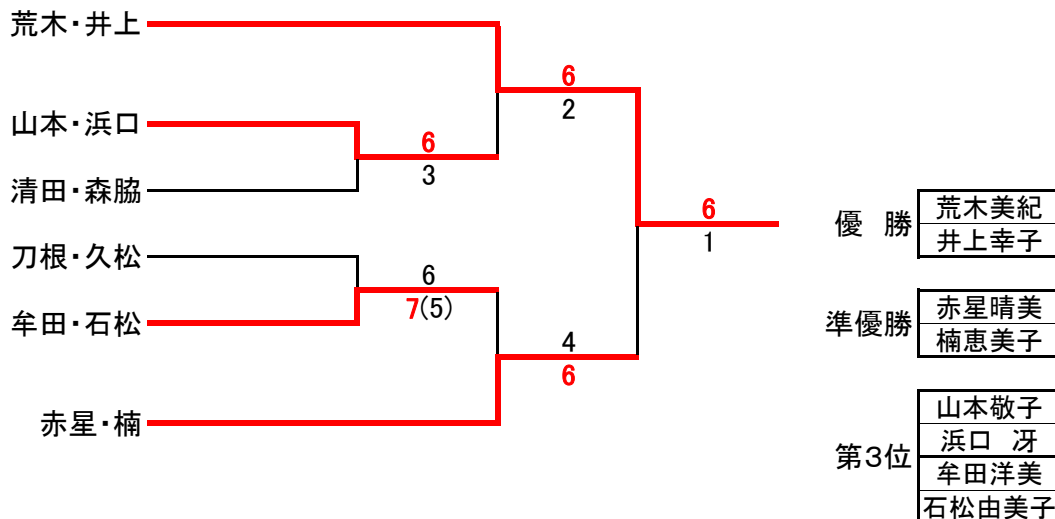 荒木・井上
6
2
山本・浜口
6
3
清田・森脇
6
1
優　勝
荒木美紀
井上幸子
刀根・久松
6
7(5)
牟田・石松
準優勝
赤星晴美
楠恵美子
4
6
赤星・楠
第3位
山本敬子
浜口　冴
牟田洋美
石松由美子